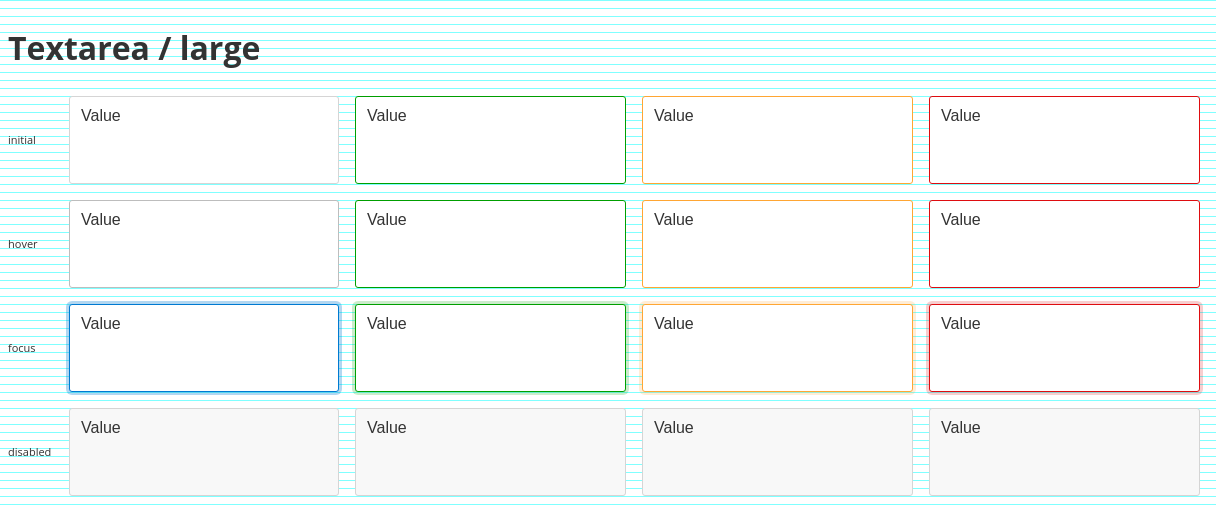 Textarea / large
initial Value Value Value Value
hover Value Value Value Value
focus Value Value Value Value
disabled Value Value Value Value